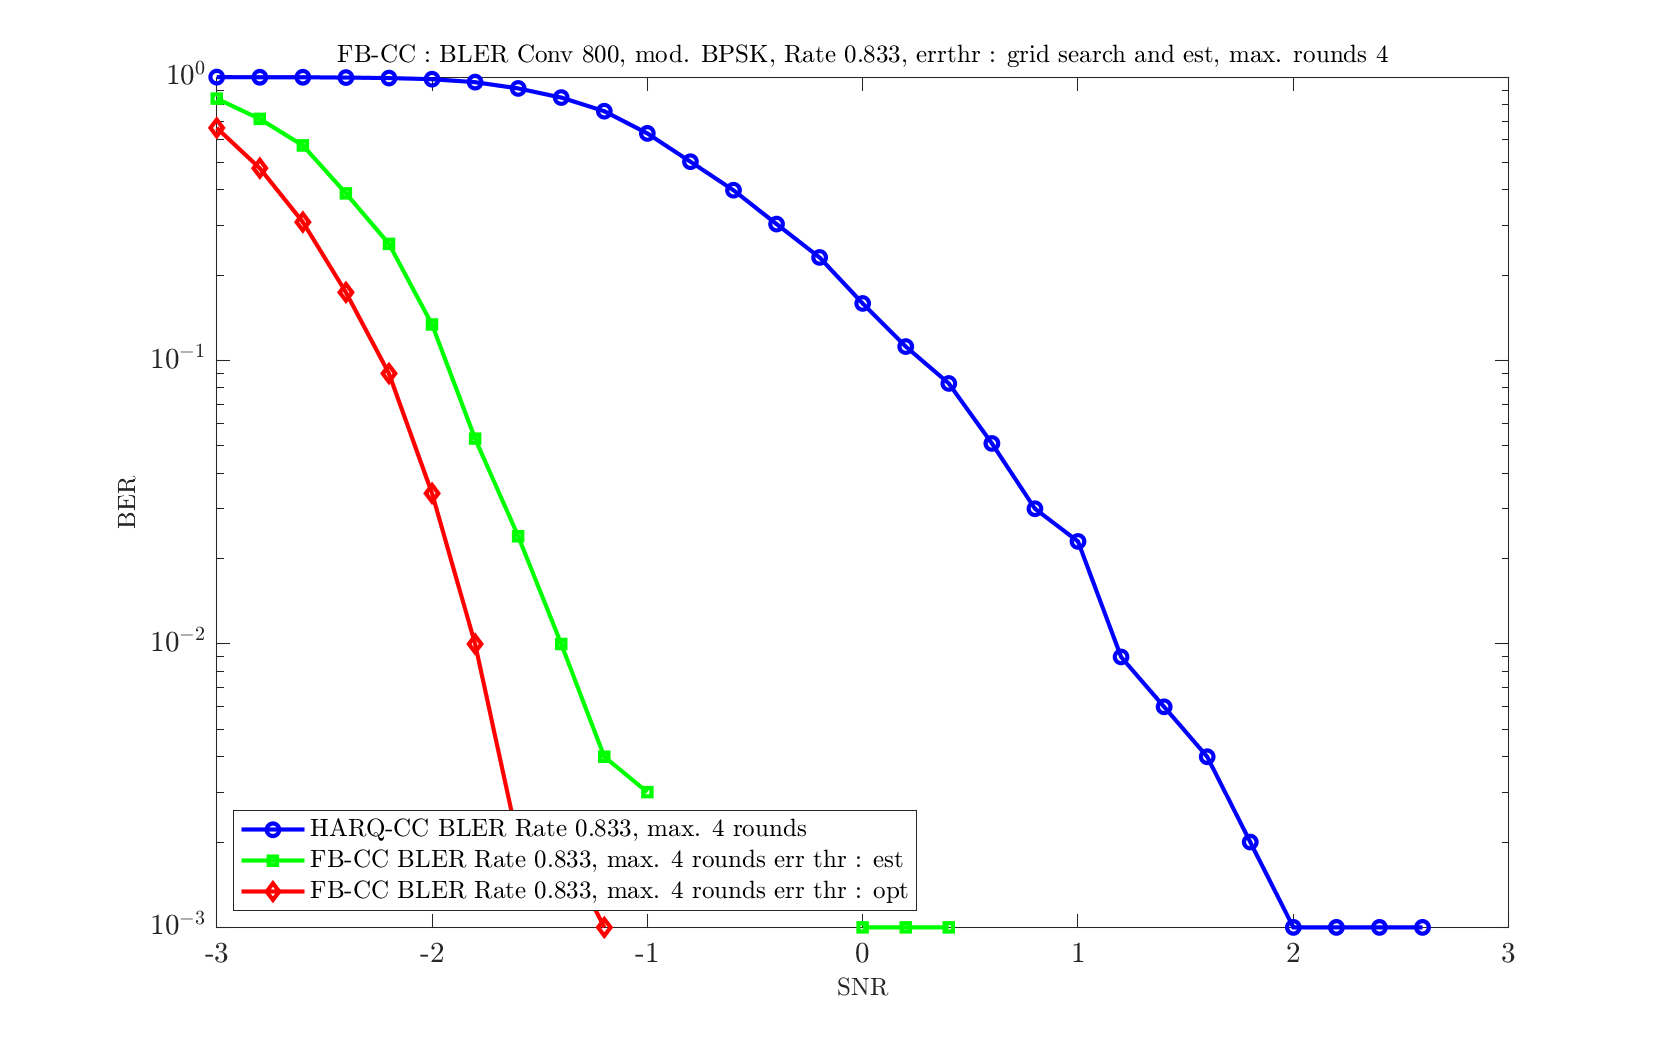 FB-CC : BLER Conv 800, mod. BPSK, Rate 0.833, errthr : grid search and est, max. rounds 4
10^0
10^-1
10^-2
10^-3
BER
HARQ-CC BLER Rate 0.833, max. 4 rounds
FB-CC BLER Rate 0.833, max. 4 rounds err thr : est
FB-CC BLER Rate 0.833, max. 4 rounds err thr : opt
-3 -2 -1 0 1 2 3
SNR